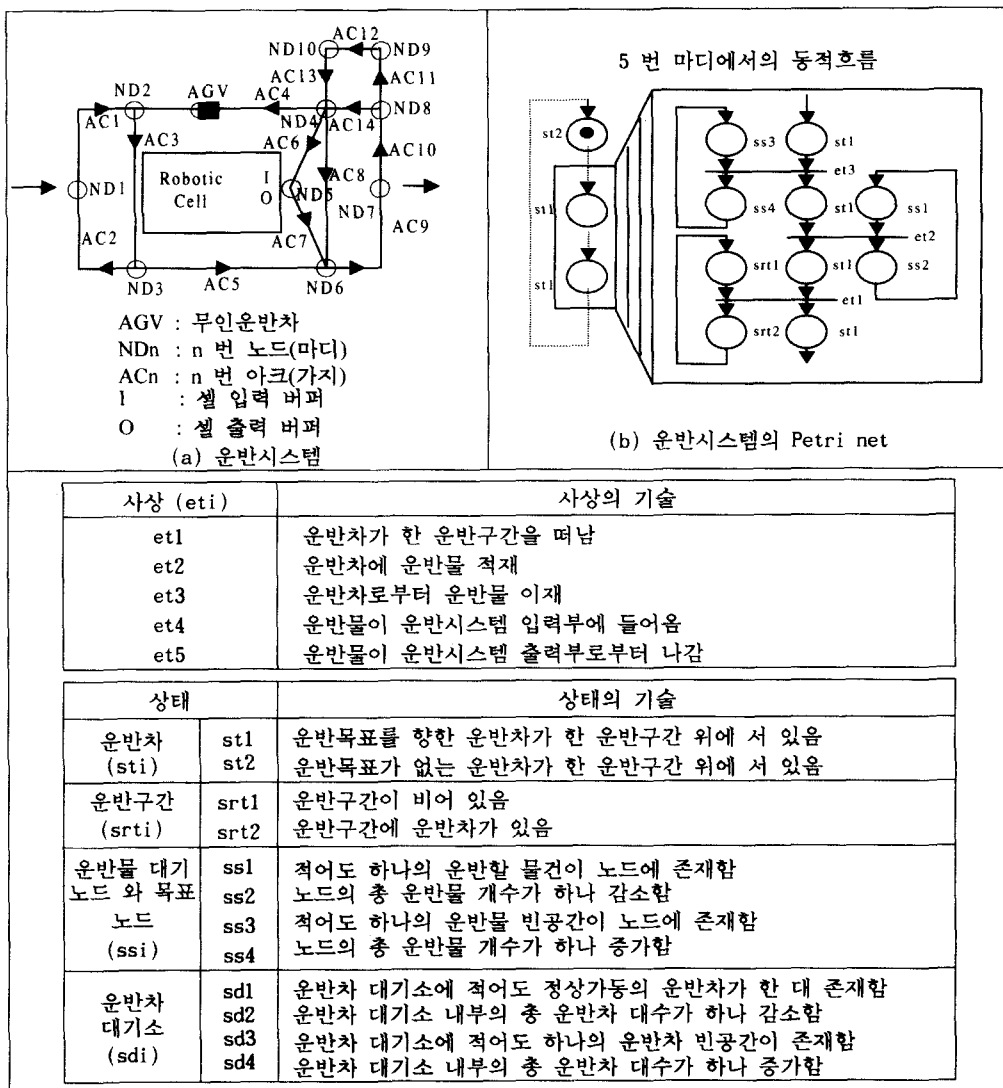 ND10
AC12
ND9
AC13
AC11
ND2
AGV
AC4
ND8
AC1
ND4
AC14
AC3
AC6
AC10
Robotic
Cell
I
O
AC8
ND1
ND5
ND7
AC2
AC7
AC9
ND3
AC5
ND6
AGV : 무인운반차
NDn : n 번 노드(마디)
ACn : n 번 아크(가지)
I : 셀 입력 버퍼
O : 셀 출력 버퍼
(a) 운반시스템
5 번 마디에서의 동적흐름
st2
st1
st1
ss3
st1
et3
ss4
st1
ss1
et2
srt1
st1
ss2
et1
srt2
st1
(b) 운반시스템의 Petri net
사상 (eti) 사상의 기술
et1 운반차가 한 운반구간을 떠남
et2 운반차에 운반물 적재
et3 운반차로부터 운반물 이재
et4 운반물이 운반시스템 입력부에 들어옴
et5 운반물이 운반시스템 출력부로부터 나감
상태 상태의 기술
운반차 (sti)
st1 운반목표를 향한 운반차가 한 운반구간 위에 서 있음
st2 운반목표가 없는 운반차가 한 운반구간 위에 서 있음
운반구간 (srti)
srt1 운반구간이 비어 있음
srt2 운반구간에 운반차가 있음
운반물 대기
노드 와 목표
노드
(ssi)
ss1 적어도 하나의 운반할 물건이 노드에 존재함
ss2 노드의 총 운반물 개수가 하나 감소함
ss3 적어도 하나의 운반물 빈공간이 노드에 존재함
ss4 노드의 총 운반물 개수가 하나 증가함
운반차
대기소
(sdi)
sd1 운반차 대기소에 적어도 정상가동의 운반차가 한 대 존재함
sd2 운반차 대기소 내부의 총 운반차 대수가 하나 감소함
sd3 운반차 대기소에 적어도 하나의 운반차 빈공간이 존재함
sd4 운반차 대기소 내부의 총 운반차 대수가 하나 증가함